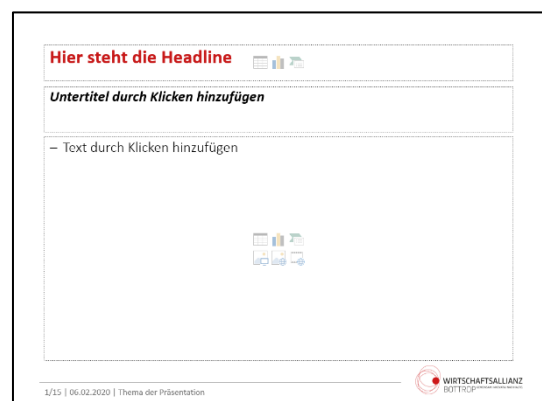 Hier steht die Headline
Untertitel durch Klicken hinzufügen
– Text durch Klicken hinzufügen
1/15 | 06.02.2020 | Thema der Präsentation
WIRTSCHAFTSALLIANZ
BOTTROP